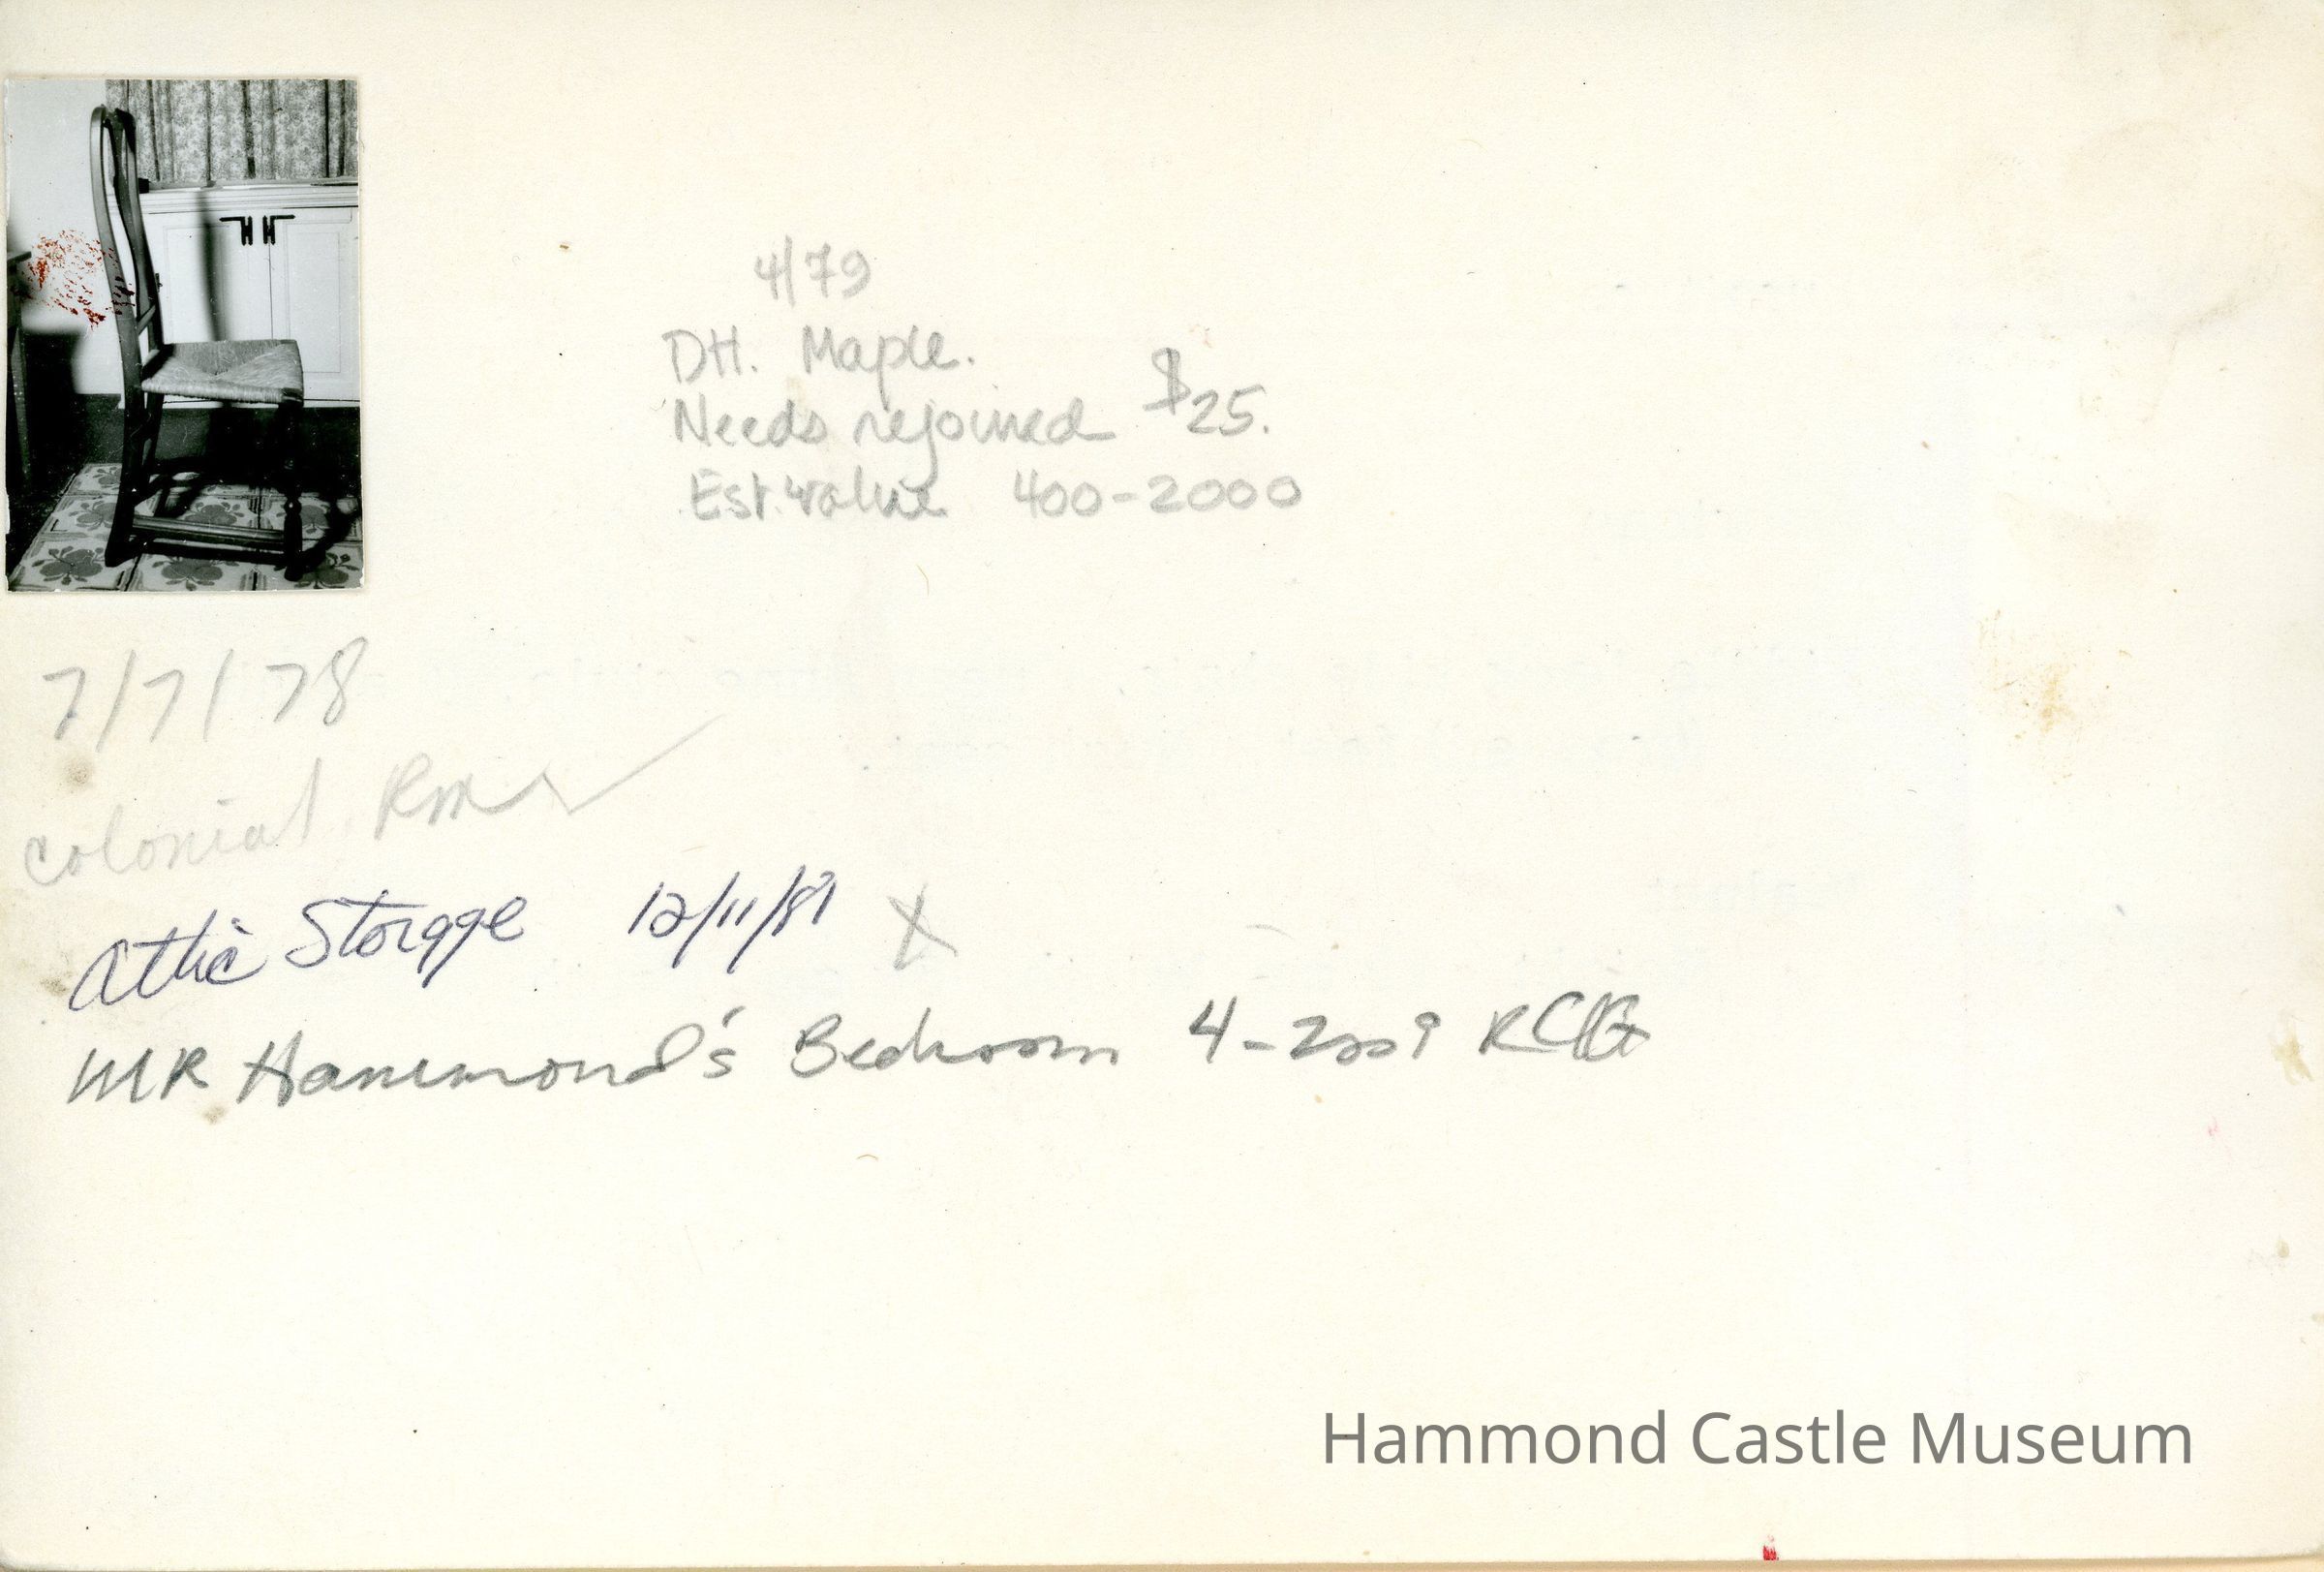 4/79
DH. Maple.
Needs rejoined $25.
Est. value 400-2000
7/7/78
Colonial Rm ✓
Attic Storage 12/11/81 X
MR Hammond's Bedroom 4-2009
Hammond Castle Museum